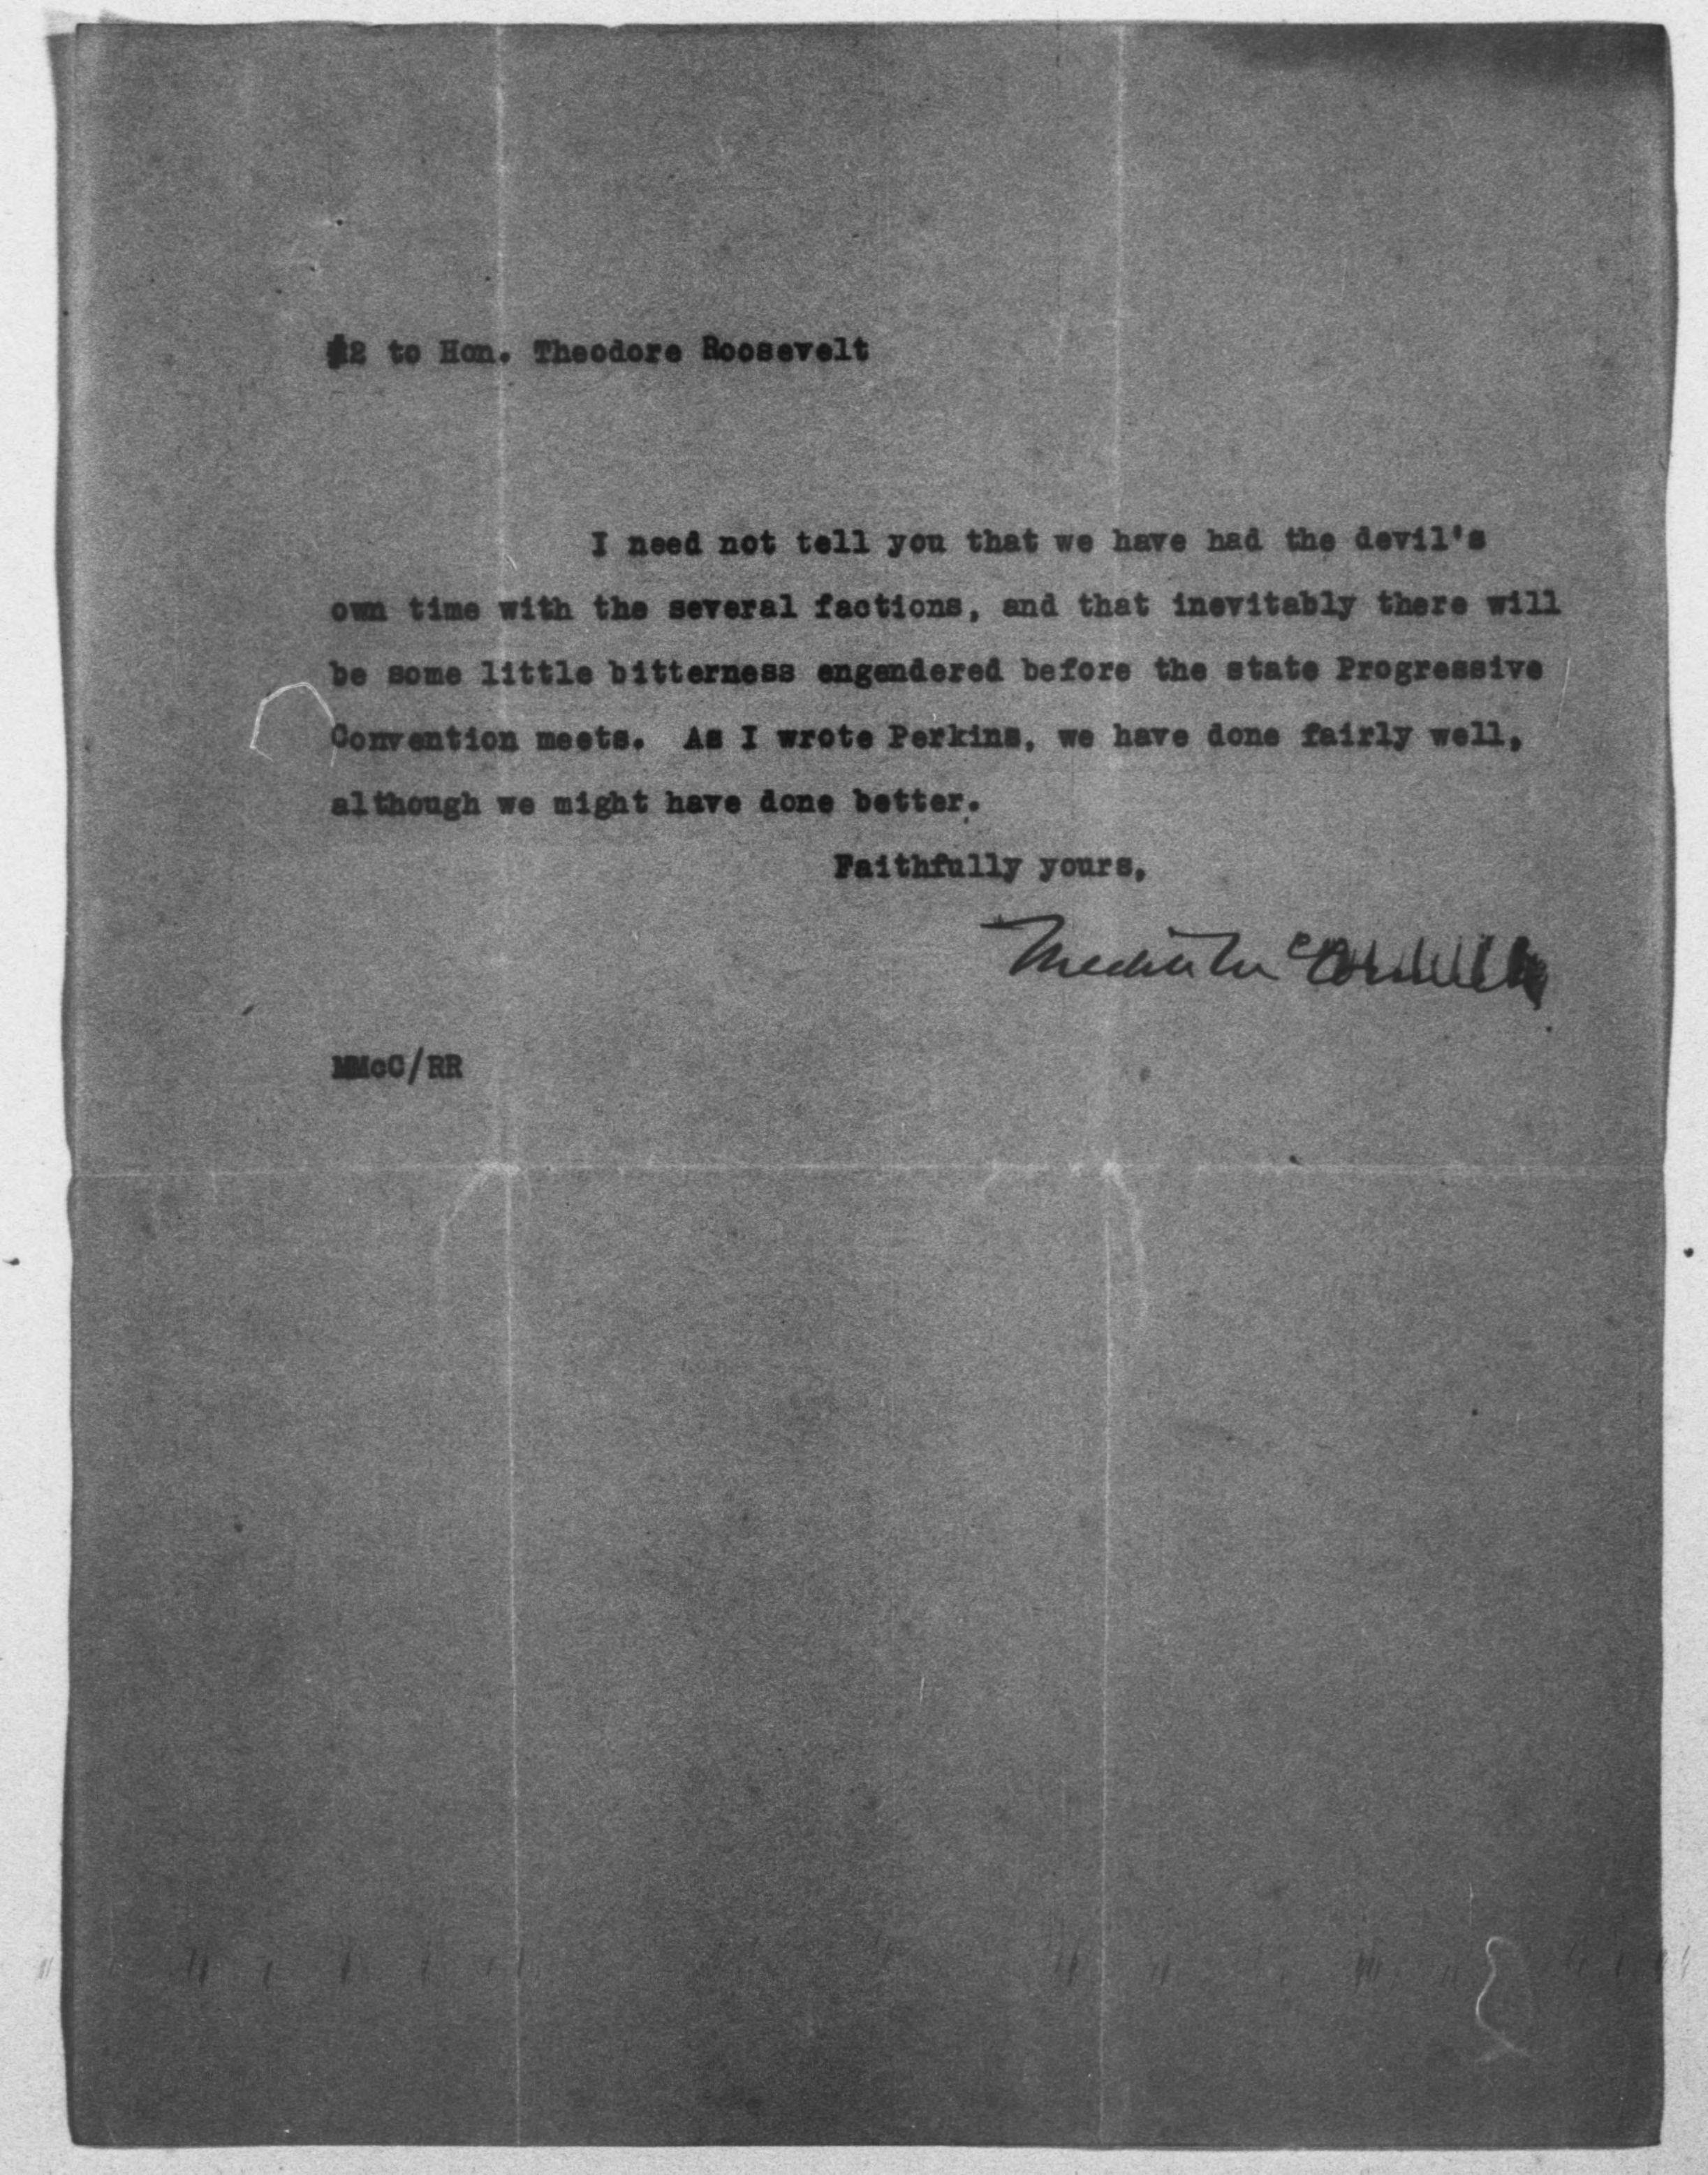 #2 to Hon. Theodore Roosevelt
I need not tell you that we have had the devil's
own time with the several factions, and that inevitably there will
be some little bitterness engendered before the state Progressive
Convention meets. As I wrote Perkins, we have done fairly well,
although we might have done better.
Faithfully yours,
Medill McCormick
MMcC/RR